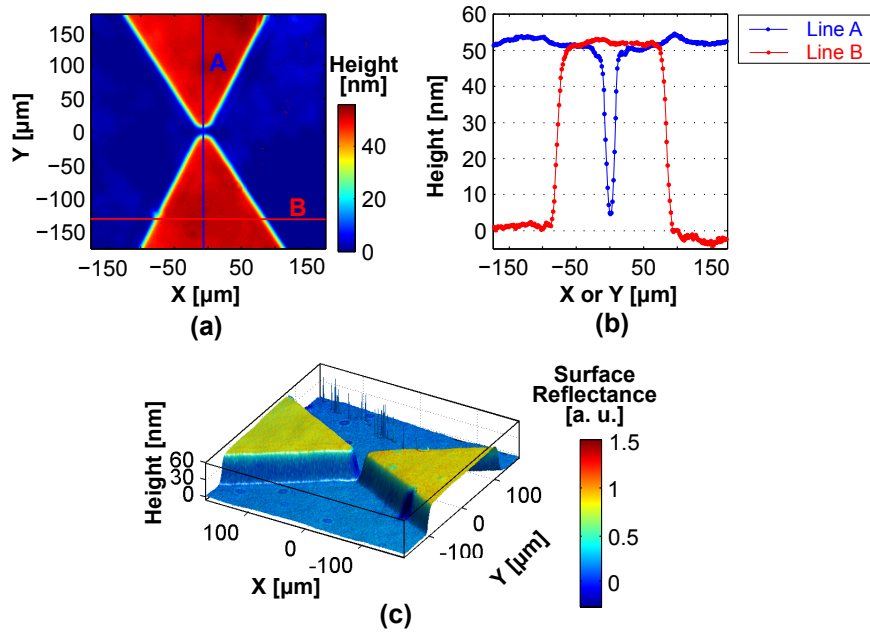 150
100
50
0
−50
−100
−150
Y [µm]
−150
−50
50
150
X [µm]
A
B
Height
[nm]
40
20
0
(a)
60
50
40
30
20
10
0
Height [nm]
−150
−50
50
150
X or Y [µm]
(b)
Line A
Line B
Height [nm]
60
30
0
100
0
-100
X [µm]
-100
0
100
Y [µm]
Surface
Reflectance
[a. u.]
1.5
1
0.5
0
(c)